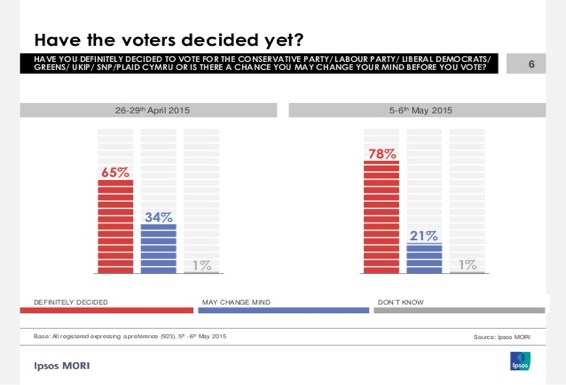 Have the voters decided yet?
HAVE YOU DEFINITELY DECIDED TO VOTE FOR THE CONSERVATIVE PARTY/ LABOUR PARTY/ LIBERAL DEMOCRATS/
GREENS/ UKIP/ SNP/PLAID CYMRU OR IS THERE A CHANCE YOU MAY CHANGE YOUR MIND BEFORE YOU VOTE?
6
26-29th April 2015
5-6th May 2015
65%
34%
1%
78%
21%
1%
DEFINITELY DECIDED
MAY CHANGE MIND
DON'T KNOW
Base: All registered expressing a preference (923), 5th -6th May 2015
Source: Ipsos MORI
Ipsos MORI
Ipsos